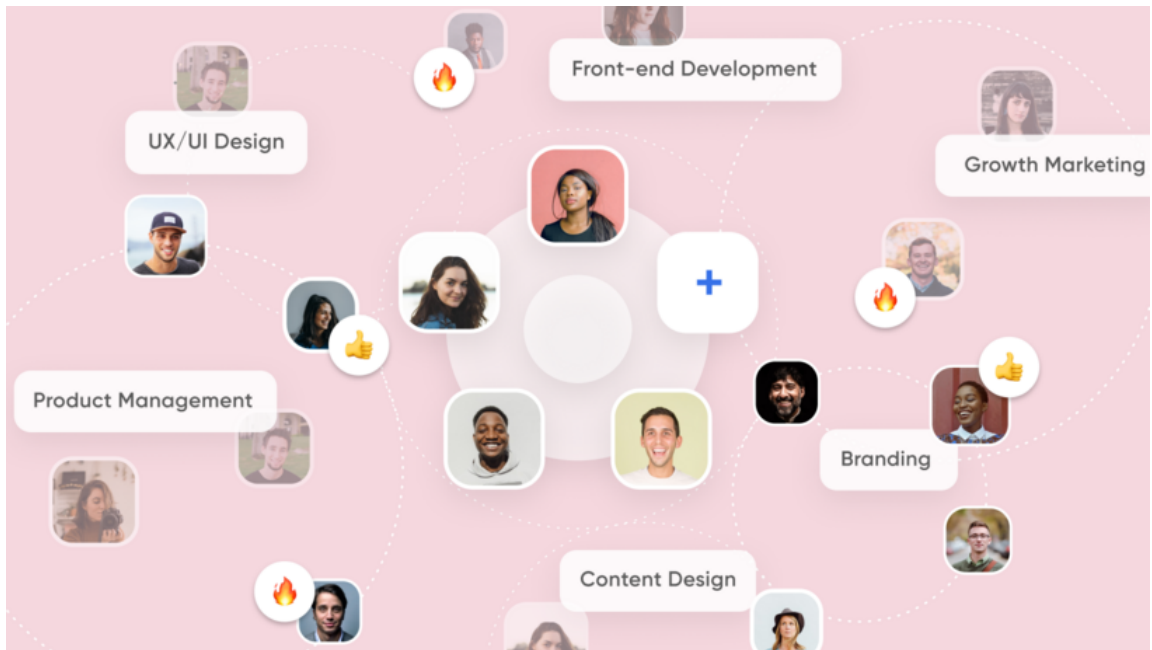 Front-end Development
UX/UI Design
Growth Marketing
Product Management
Branding
Content Design